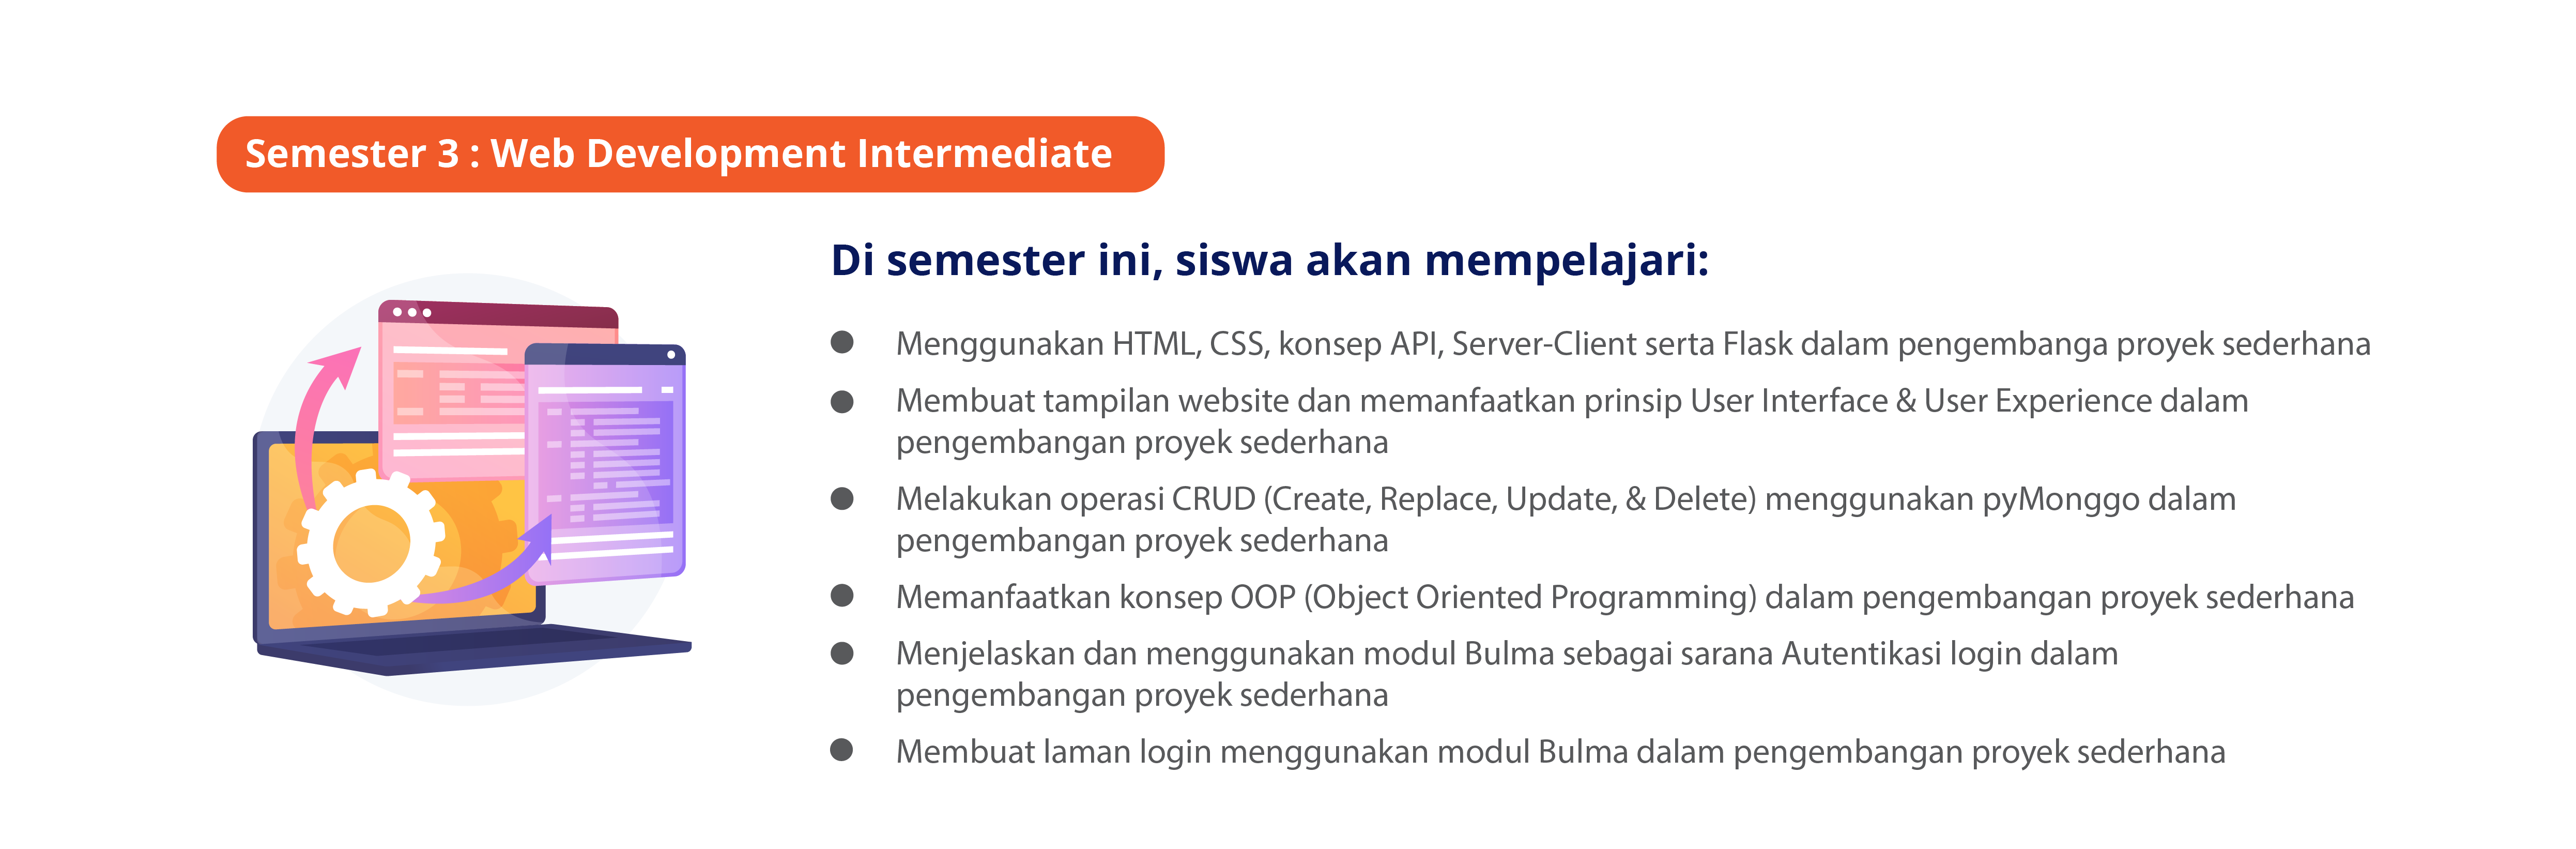 Semester 3 : Web Development Intermediate
Di semester ini, siswa akan mempelajari:
Menggunakan HTML, CSS, konsep API, Server-Client serta Flask dalam pengembanga proyek sederhana
Membuat tampilan website dan memanfaatkan prinsip User Interface & User Experience dalam
pengembangan proyek sederhana
Melakukan operasi CRUD (Create, Replace, Update, & Delete) menggunakan pyMonggo dalam
pengembangan proyek sederhana
Memanfaatkan konsep OOP (Object Oriented Programming) dalam pengembangan proyek sederhana
Menjelaskan dan menggunakan modul Bulma sebagai sarana Autentikasi login dalam
pengembangan proyek sederhana
Membuat laman login menggunakan modul Bulma dalam pengembangan proyek sederhana